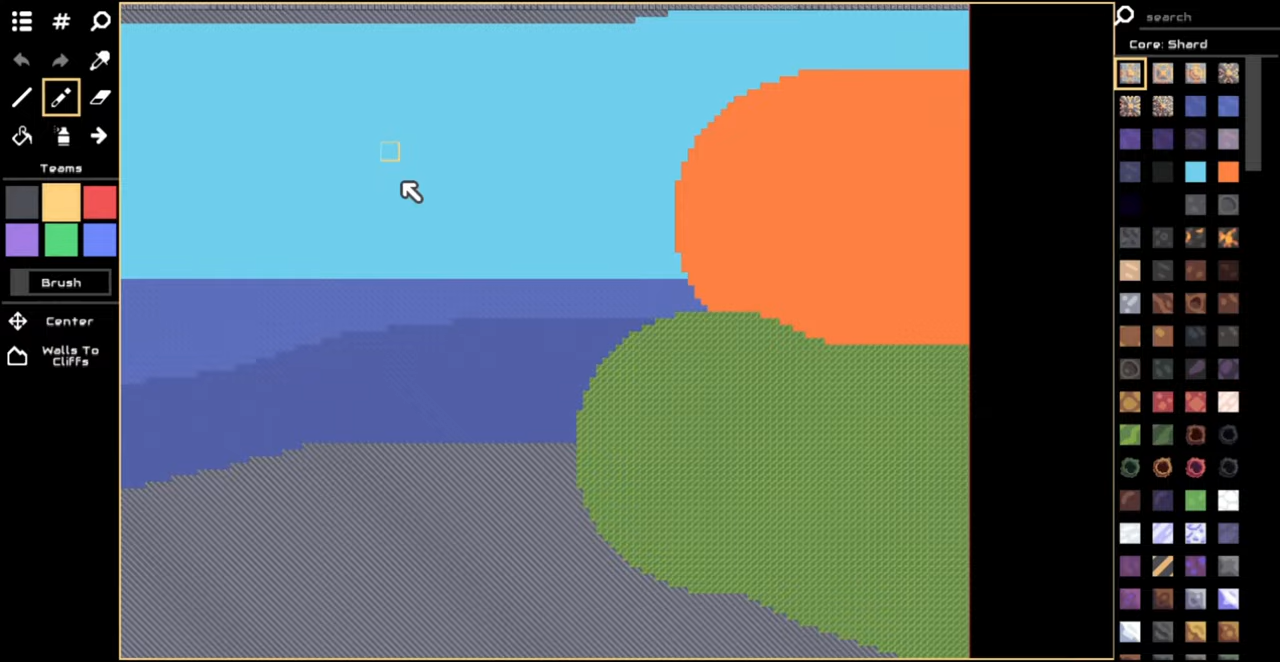 search
Core: Shard
Teams
Brush
Center
Walls To
Cliffs